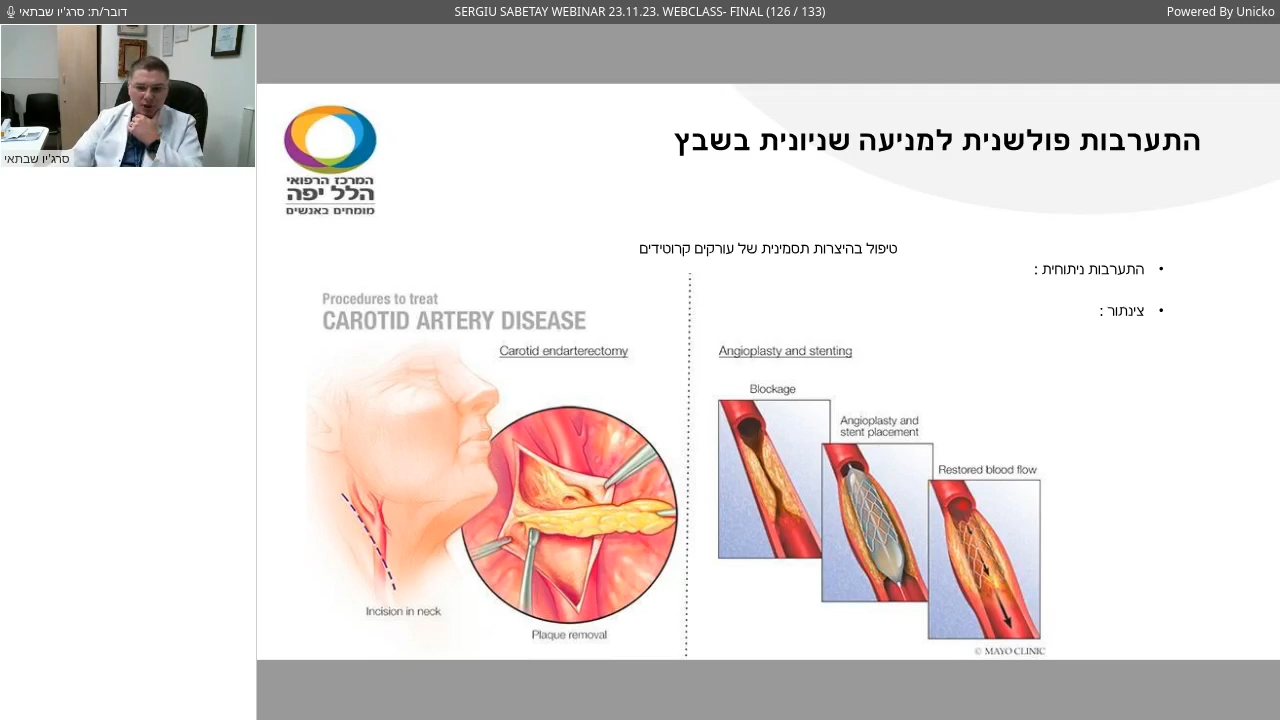 דובר/ת: סרג'יו שבתאי
SERGIU SABETAY WEBINAR 23.11.23. WEBCLASS- FINAL (126 / 133)
Powered By Unicko
סרג'יו שבתאי
המרכז הרפואי
הלל יפה
מומחים באנשים
התערבות פולשנית למניעה שניונית בשבץ
טיפול בהיצרות תסמינית של עורקים קרוטידים
• התערבות ניתוחית :
• צינתור :
Procedures to treat
CAROTID ARTERY DISEASE
Carotid endarterectomy
Incision in neck
Plaque removal
Angioplasty and stenting
Blockage
Angioplasty and
stent placement
Restored blood flow
© MAYO CLINIC